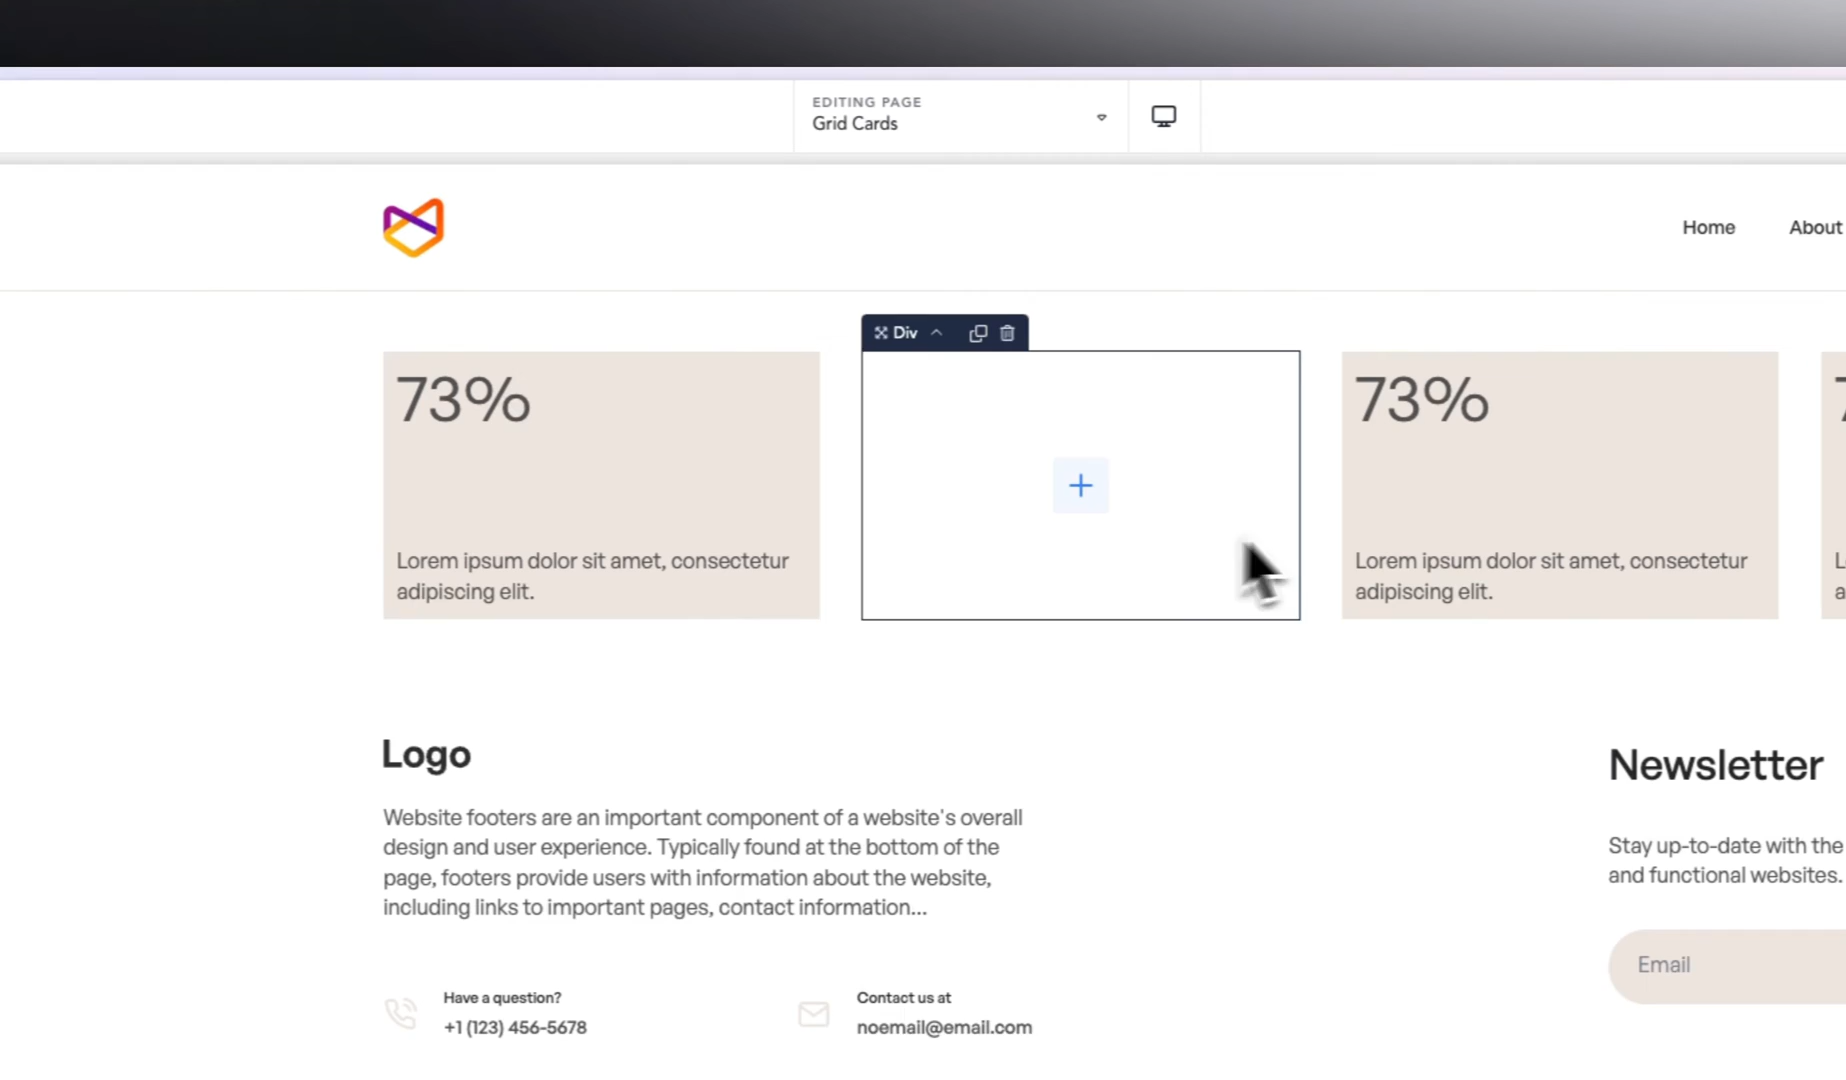 EDITING PAGE
Grid Cards
Home
About
Div
73%
Lorem ipsum dolor sit amet, consectetur
adipiscing elit.
73%
Lorem ipsum dolor sit amet, consectetur
adipiscing elit.
Logo
Website footers are an important component of a website's overall
design and user experience. Typically found at the bottom of the
page, footers provide users with information about the website,
including links to important pages, contact information...
Have a question?
+1 (123) 456-5678
Contact us at
noemail@email.com
Newsletter
Stay up-to-date with the
and functional websites.
Email